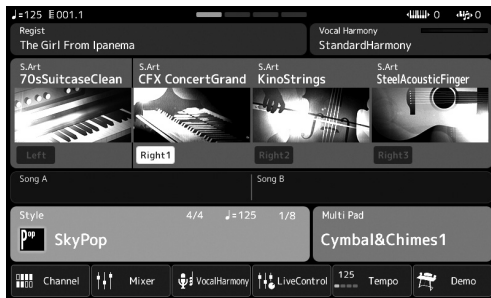 ♩=125 001.1 0 0
Regist
The Girl From Ipanema
Vocal Harmony
StandardHarmony
S.Art
70sSuitcaseClean
S.Art
CFX ConcertGrand
S.Art
KinoStrings
S.Art
SteelAcousticFinger
Left Right1 Right2 Right3
Song A Song B
Style 4/4 ♩=125 1/8
Pop SkyPop
Multi Pad
Cymbal&Chimes1
Channel Mixer VocalHarmony LiveControl 125 Tempo Demo